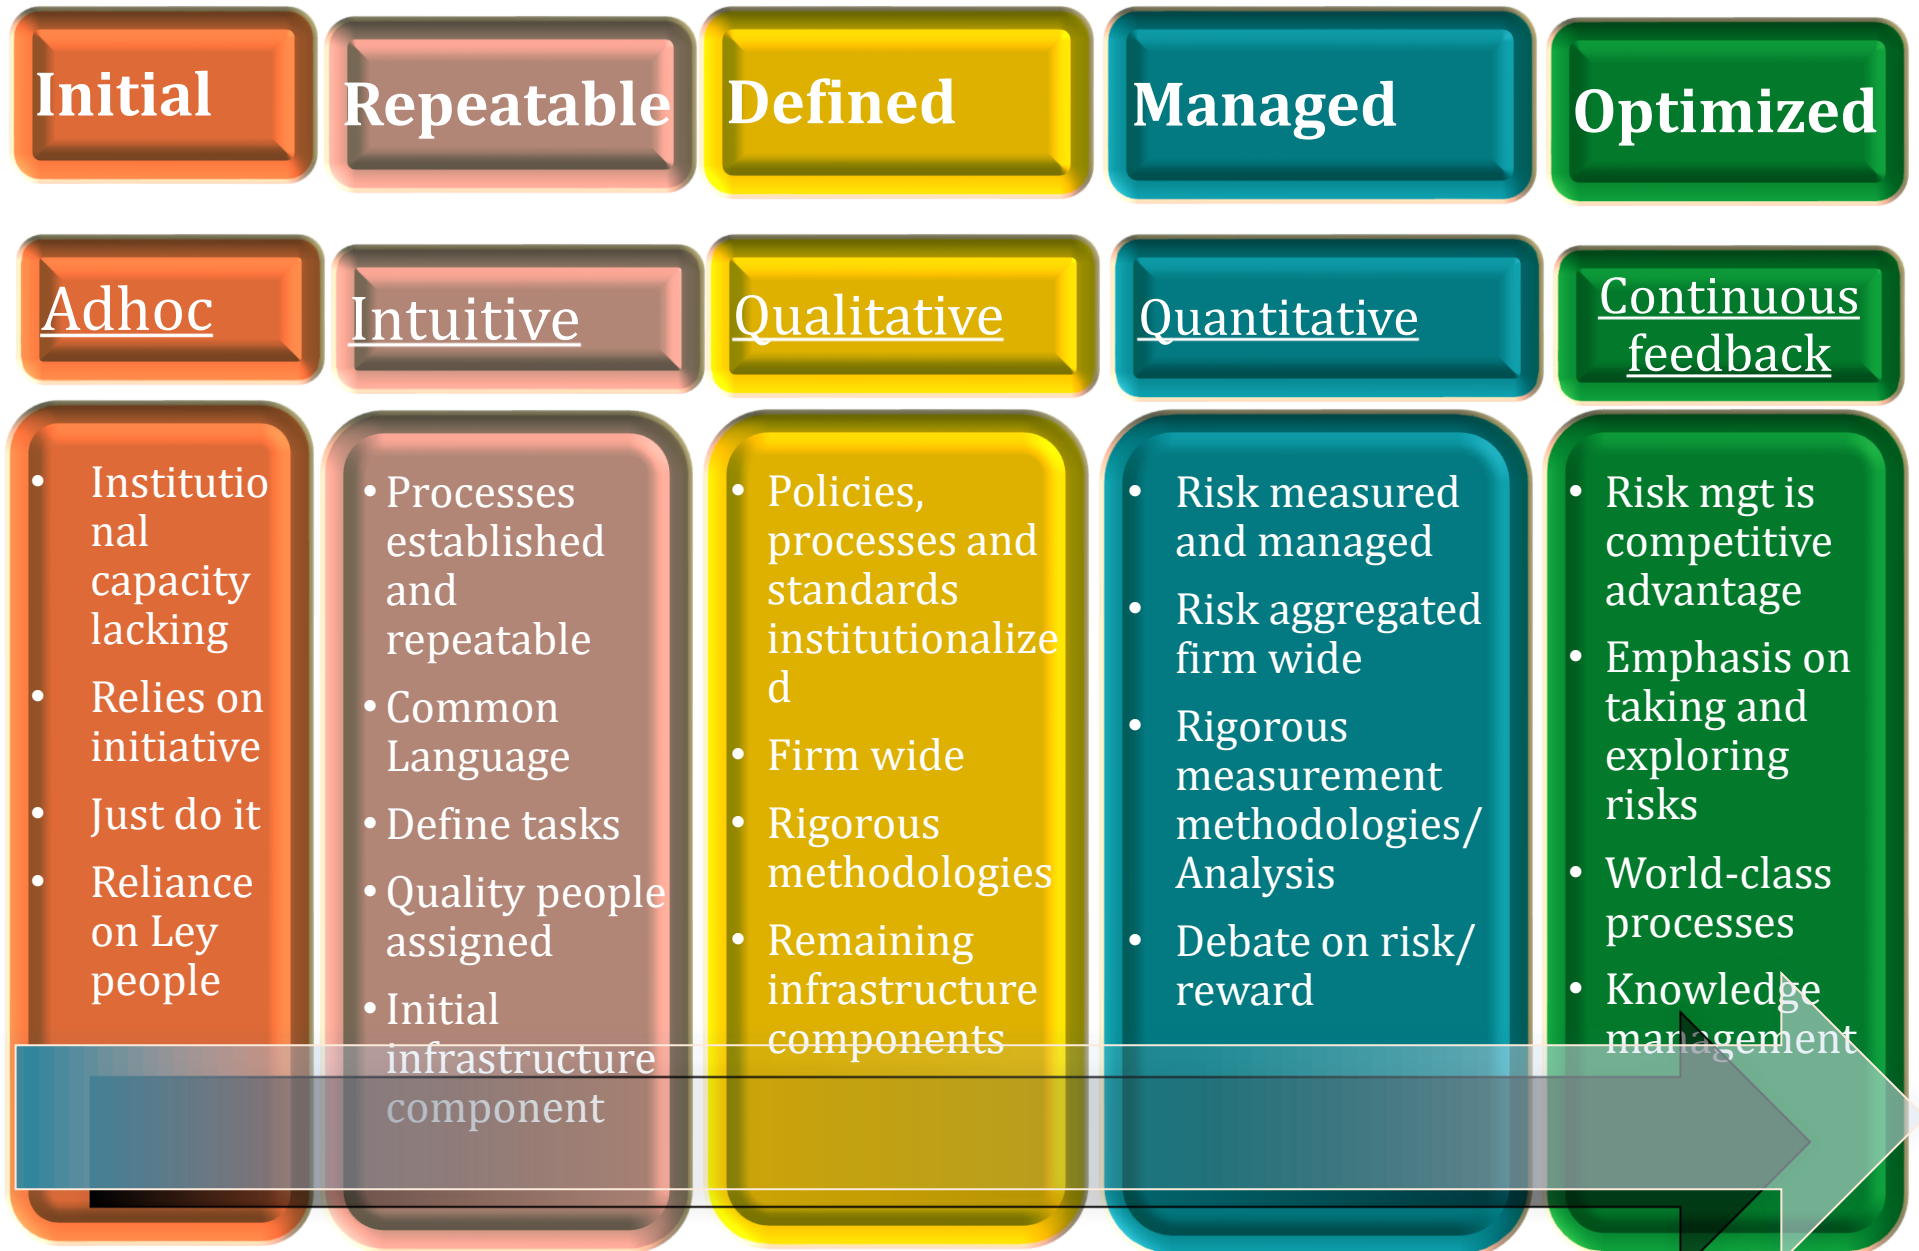 Initial
Repeatable
Defined
Managed
Optimized
Adhoc
Intuitive
Qualitative
Quantitative
Continuous
feedback
• Institutio
nal
capacity
lacking
• Relies on
initiative
• Just do it
• Reliance
on Ley
people
• Processes
established
and
repeatable
• Common
Language
• Define tasks
• Quality people
assigned
• Initial
infrastructure
component
• Policies,
processes and
standards
institutionalize
d
• Firm wide
• Rigorous
methodologies
• Remaining
infrastructure
components
• Risk measured
and managed
• Risk aggregated
firm wide
• Rigorous
measurement
methodologies/
Analysis
• Debate on risk/
reward
• Risk mgt is
competitive
advantage
• Emphasis on
taking and
exploring
risks
• World-class
processes
• Knowledge
management